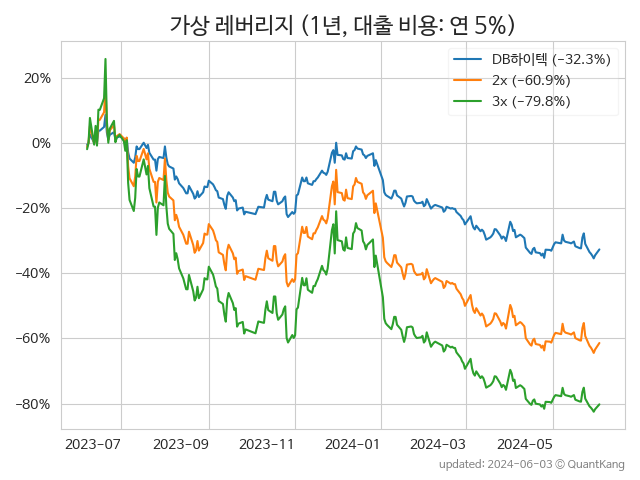 가상 레버리지 (1년, 대출 비용: 연 5%)
DB하이텍 (−32.3%)
2x (−60.9%)
3x (−79.8%)
20%
0%
−20%
−40%
−60%
−80%
2023-07
2023-09
2023-11
2024-01
2024-03
2024-05
updated: 2024-06-03 © QuantKang